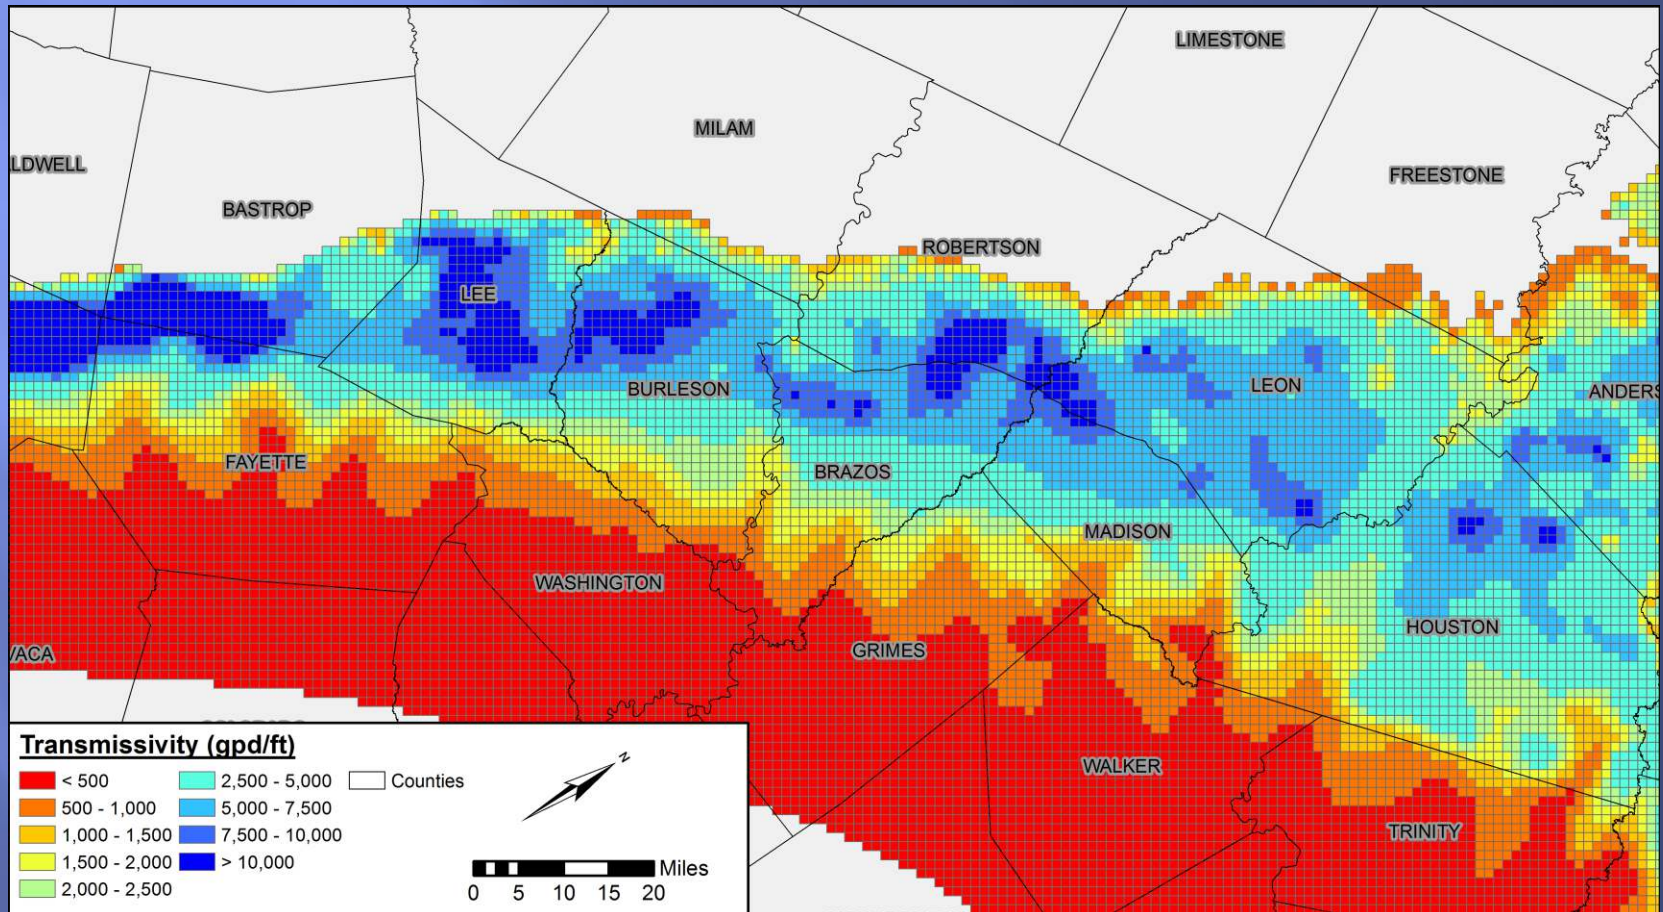 LIMESTONE
MILAM
LDWELL
FREESTONE
BASTROP
ROBERTSON
LEE
BURLESON
LEON
ANDERS
FAYETTE
BRAZOS
MADISON
WASHINGTON
HOUSTON
VACA
GRIMES
WALKER
TRINITY
Transmissivity (gpd/ft)
< 500
500 - 1,000
1,000 - 1,500
1,500 - 2,000
2,000 - 2,500
2,500 - 5,000
5,000 - 7,500
7,500 - 10,000
> 10,000
Counties
N
Miles
0 5 10 15 20